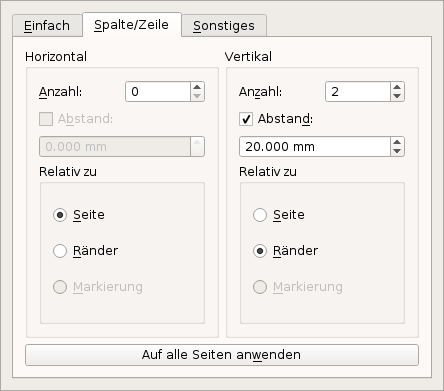 Einfach Spalte/Zeile Sonstiges
Horizontal Vertikal
Anzahl: 0 Anzahl: 2
Abstand: Abstand:
0.000 mm 20.000 mm
Relativ zu Relativ zu
Seite Seite
Ränder Ränder
Markierung Markierung
Auf alle Seiten anwenden